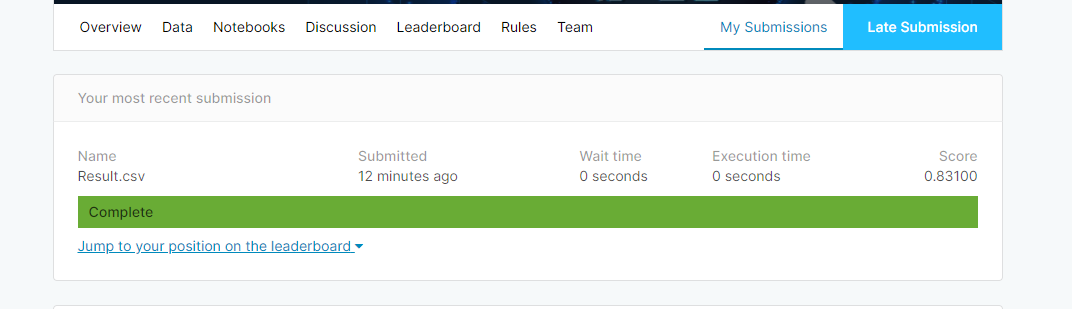 Overview Data Notebooks Discussion Leaderboard Rules Team My Submissions Late Submission
Your most recent submission
Name Submitted Wait time Execution time Score
Result.csv 12 minutes ago 0 seconds 0 seconds 0.83100
Complete
Jump to your position on the leaderboard